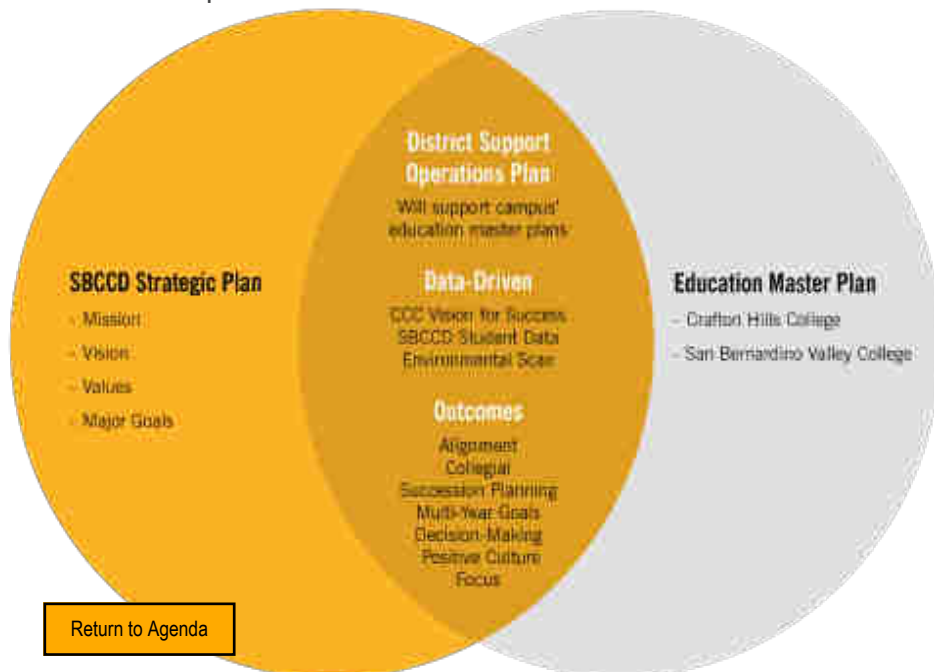 SBCCD Strategic Plan
- Mission
- Vision
- Values
- Major Goals
District Support
Operations Plan
Will support campus'
education master plans
Data-Driven
CCC Vision for Success
SBCCD Student Data
Environmental Scan
Outcomes
Alignment
Collegial
Succession Planning
Multi-Year Goals
Decision-Making
Positive Culture
Focus
Education Master Plan
- Crafton Hills College
- San Bernardino Valley College
Return to Agenda